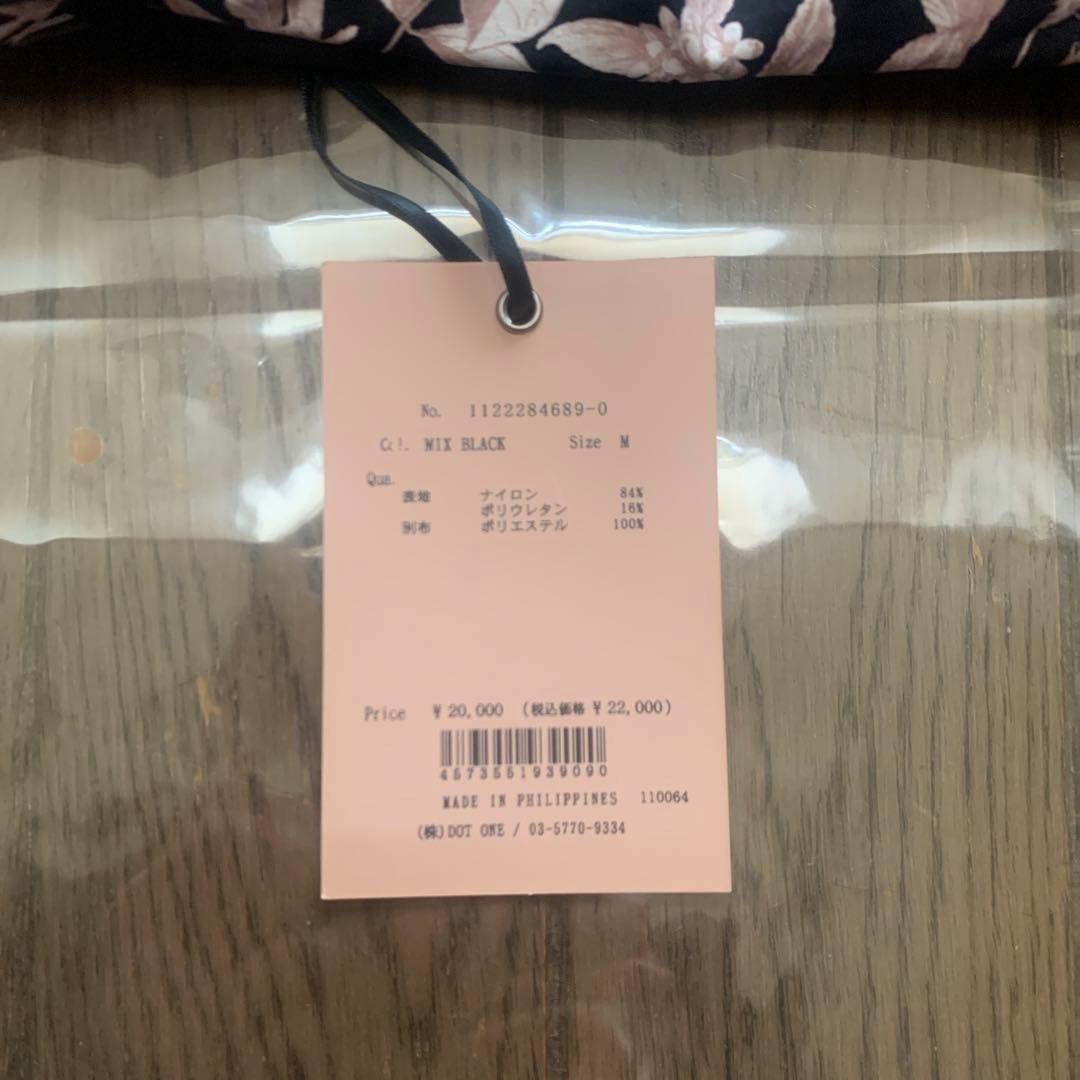 No. 1122284689-0
Col. MIX BLACK Size M
Qua.
表地 ナイロン 84%
ポリウレタン 16%
別布 ポリエステル 100%
Price ¥20,000 (税込価格¥22,000)
4573551939090
MADE IN PHILIPPINES 110064
(株)DOT ONE / 03-5770-9334